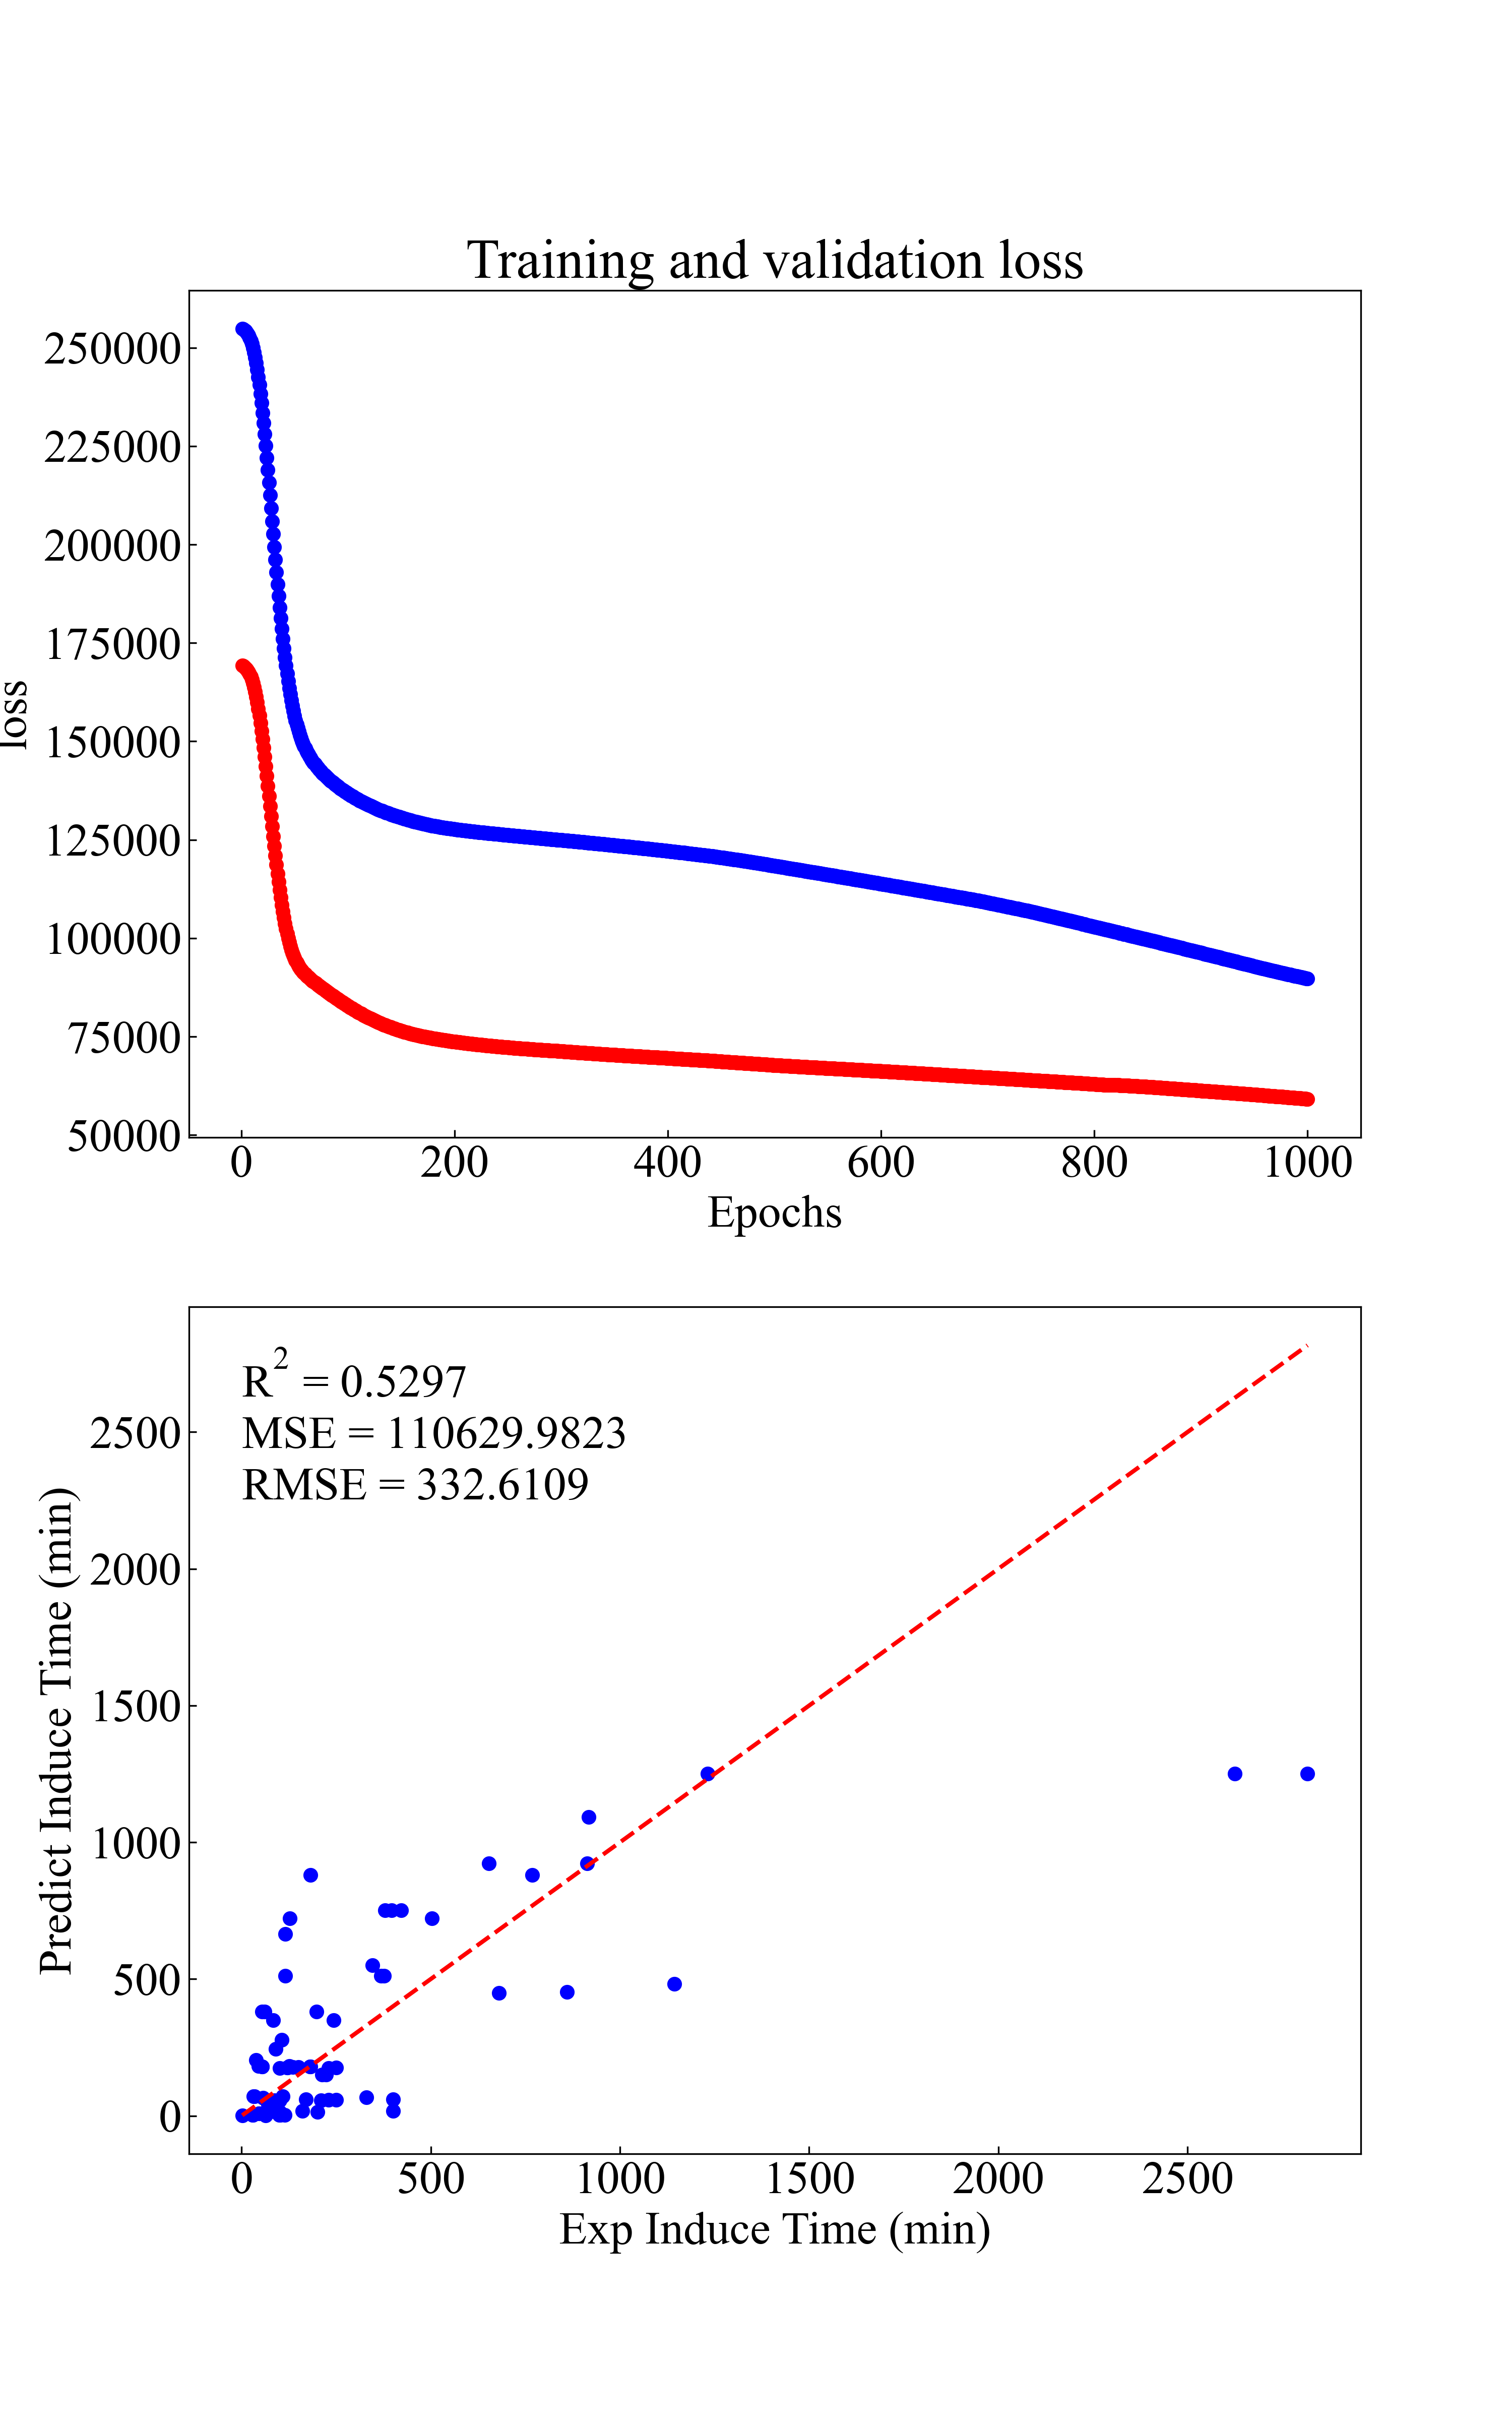 Training and validation loss
250000
225000
200000
175000
150000
125000
100000
75000
50000
loss
0 200 400 600 800 1000
Epochs
R² = 0.5297
MSE = 110629.9823
RMSE = 332.6109
2500
2000
1500
1000
500
0
Predict Induce Time (min)
0 500 1000 1500 2000 2500
Exp Induce Time (min)